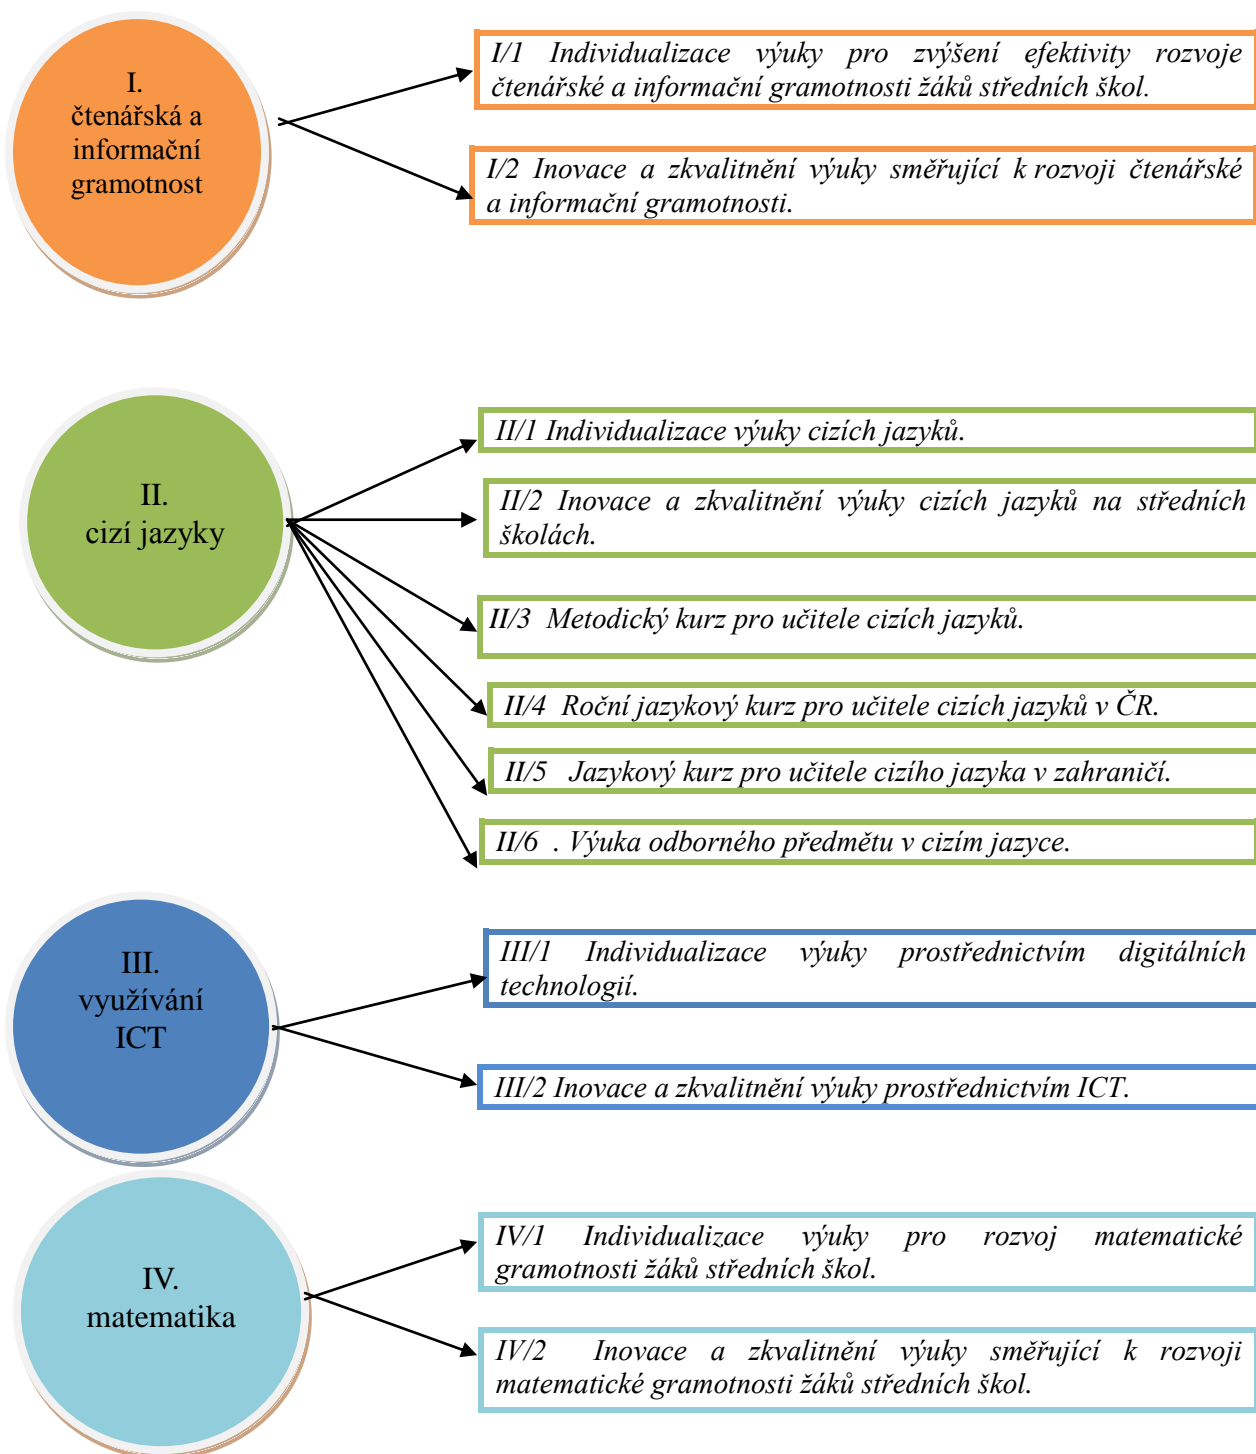 I.
čtenářská a
informační
gramotnost
I/1 Individualizace výuky pro zvýšení efektivity rozvoje
čtenářské a informační gramotnosti žáků středních škol.
I/2 Inovace a zkvalitnění výuky směřující k rozvoji čtenářské
a informační gramotnosti.
II.
cizí jazyky
II/1 Individualizace výuky cizích jazyků.
II/2 Inovace a zkvalitnění výuky cizích jazyků na středních
školách.
II/3 Metodický kurz pro učitele cizích jazyků.
II/4 Roční jazykový kurz pro učitele cizích jazyků v ČR.
II/5 Jazykový kurz pro učitele cizího jazyka v zahraničí.
II/6 . Výuka odborného předmětu v cizím jazyce.
III.
využívání
ICT
III/1 Individualizace výuky prostřednictvím digitálních
technologií.
III/2 Inovace a zkvalitnění výuky prostřednictvím ICT.
IV.
matematika
IV/1 Individualizace výuky pro rozvoj matematické
gramotnosti žáků středních škol.
IV/2 Inovace a zkvalitnění výuky směřující k rozvoji
matematické gramotnosti žáků středních škol.